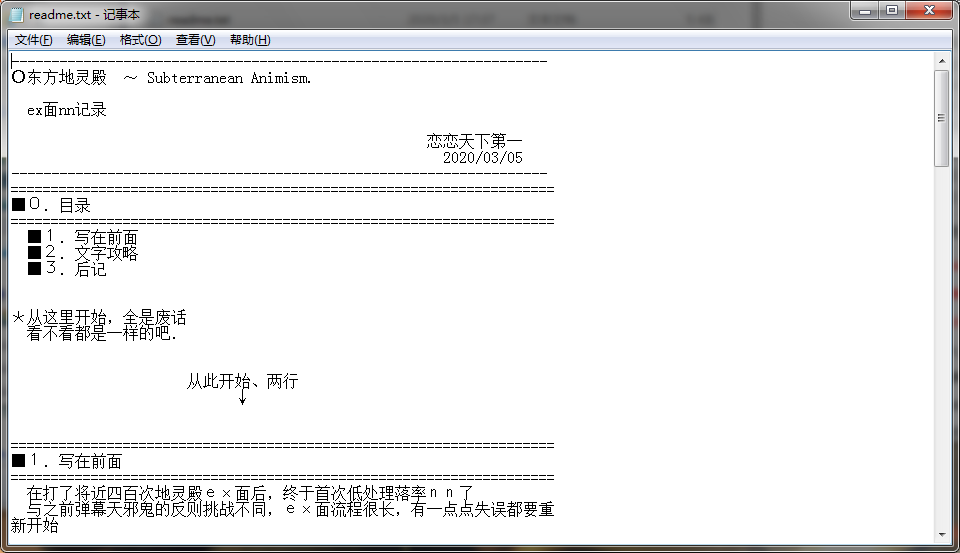 readme.txt - 记事本
文件(F) 编辑(E) 格式(O) 查看(V) 帮助(H)
-------------------------------------------------------------------
○东方地灵殿　～ Subterranean Animism.
ex面nn记录
恋恋天下第一
2020/03/05
-------------------------------------------------------------------
====================================================================
■０．目录
====================================================================
■１．写在前面
■２．文字攻略
■３．后记
＊从这里开始，全是废话
看不看都是一样的吧.
从此开始、两行
↓
====================================================================
■１．写在前面
====================================================================
在打了将近四百次地灵殿ｅｘ面后，终于首次低处理落率ｎｎ了
与之前弹幕天邪鬼的反则挑战不同，ｅｘ面流程很长，有一点点失误都要重
新开始